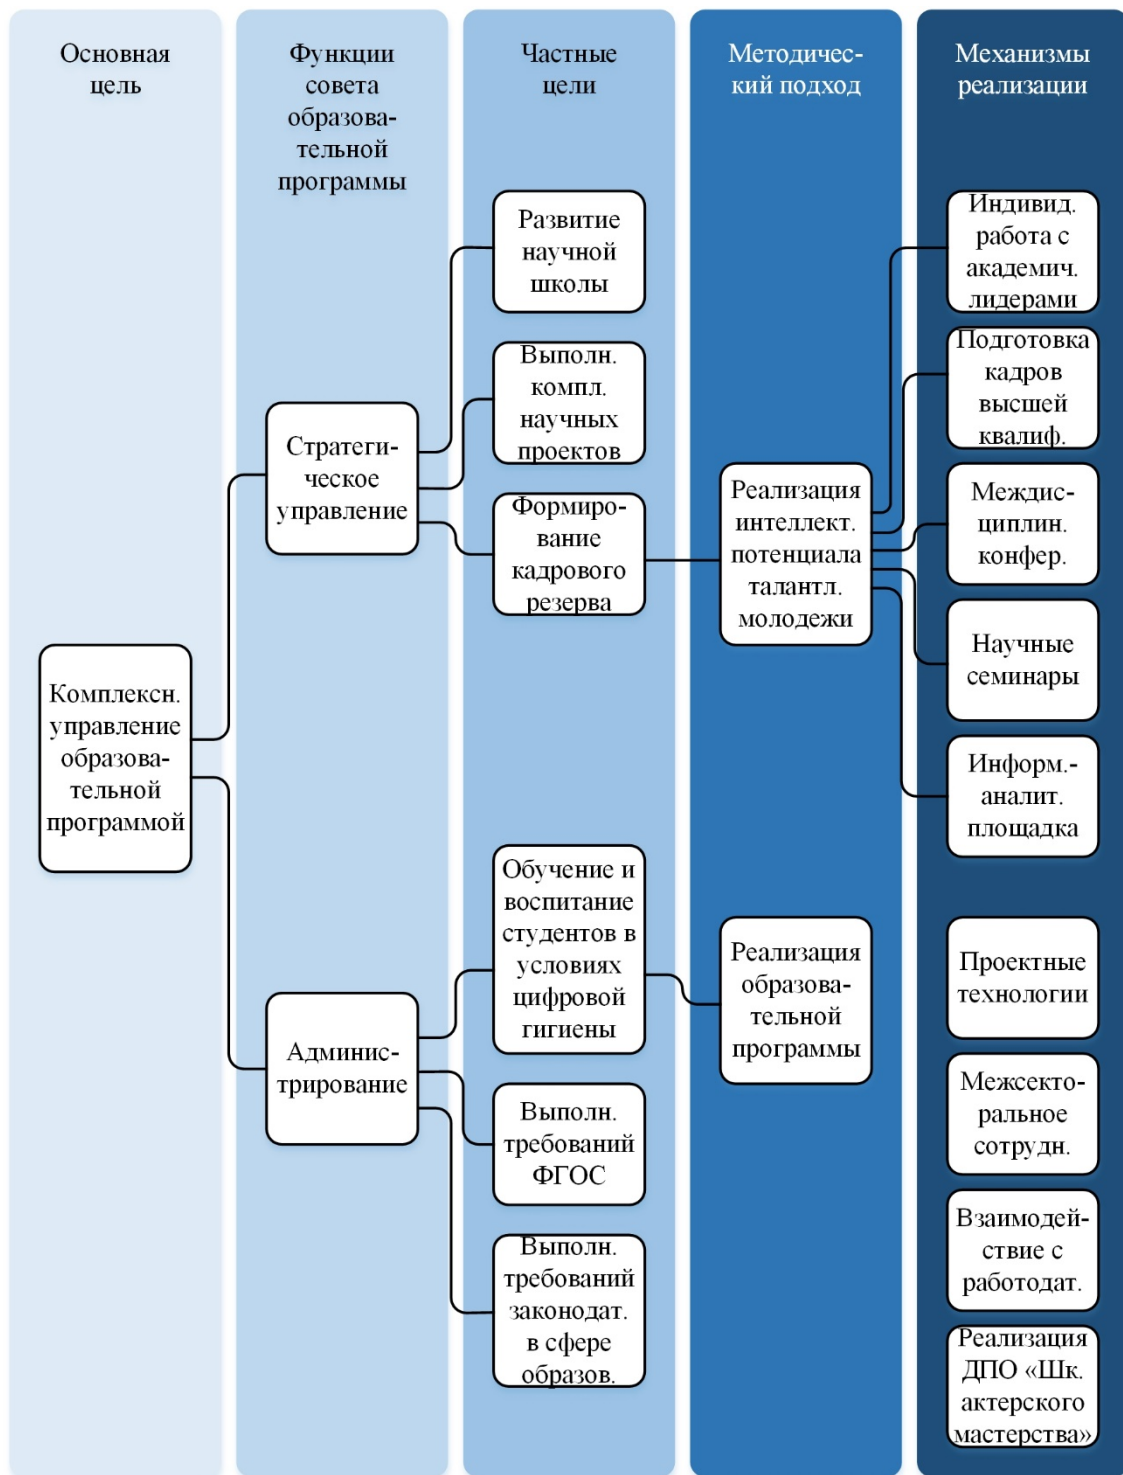 Основная
цель
Функции
совета
образова-
тельной
программы
Частные
цели
Методичес-
кий подход
Механизмы
реализации
Комплексн.
управление
образова-
тельной
программой
Стратеги-
ческое
управление
Админис-
трирование
Развитие
научной
школы
Выполн.
компл.
научных
проектов
Формиро-
ование
кадрового
резерва
Обучение и
воспитание
студентов в
условиях
цифровой
гигиены
Выполн.
требований
ФГОС
Выполн.
требований
законодат.
в сфере
образов.
Реализация
интеллект.
потенциала
талантл.
молодежи
Реализация
образова-
тельной
программы
Индивид.
работа с
академич.
лидерами
Подготовка
кадров
высшей
квалиф.
Междис-
циплин.
конфер.
Научные
семинары
Информ.-
аналит.
площадка
Проектные
технологии
Межсекто-
ральное
сотрудн.
Взаимодей-
ствие с
работодат.
Реализация
ДПО «Шк.
актерского
мастерства»